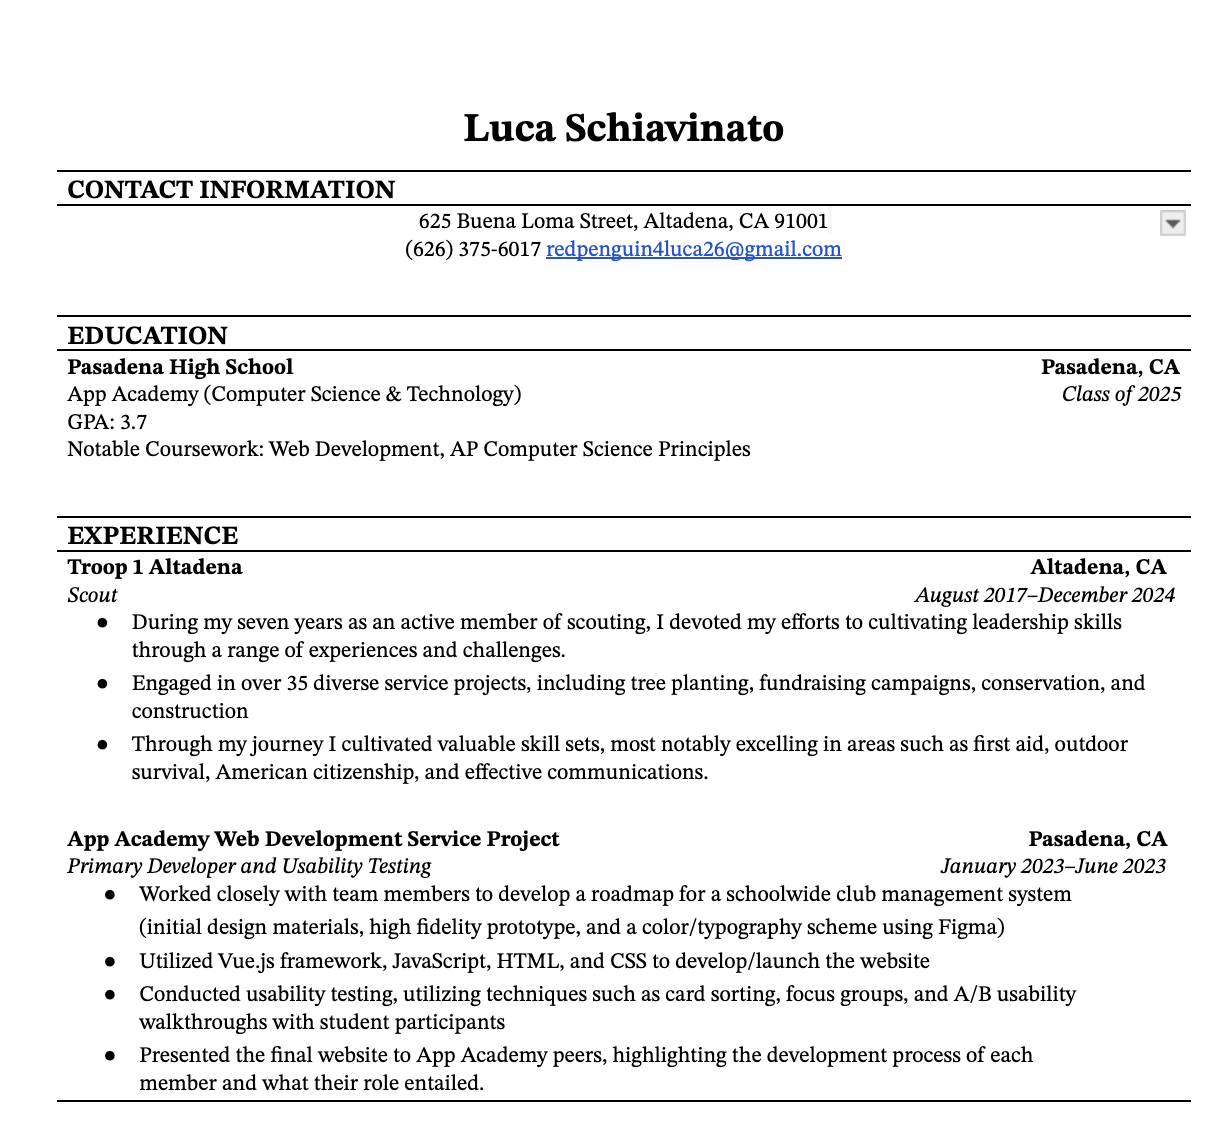 Luca Schiavinato
CONTACT INFORMATION
625 Buena Loma Street, Altadena, CA 91001
(626) 375-6017 redpenguin4luca26@gmail.com
EDUCATION
Pasadena High School Pasadena, CA
App Academy (Computer Science & Technology) Class of 2025
GPA: 3.7
Notable Coursework: Web Development, AP Computer Science Principles
EXPERIENCE
Troop 1 Altadena Altadena, CA
Scout August 2017–December 2024
● During my seven years as an active member of scouting, I devoted my efforts to cultivating leadership skills
through a range of experiences and challenges.
● Engaged in over 35 diverse service projects, including tree planting, fundraising campaigns, conservation, and
construction
● Through my journey I cultivated valuable skill sets, most notably excelling in areas such as first aid, outdoor
survival, American citizenship, and effective communications.
App Academy Web Development Service Project Pasadena, CA
Primary Developer and Usability Testing January 2023–June 2023
● Worked closely with team members to develop a roadmap for a schoolwide club management system
(initial design materials, high fidelity prototype, and a color/typography scheme using Figma)
● Utilized Vue.js framework, JavaScript, HTML, and CSS to develop/launch the website
● Conducted usability testing, utilizing techniques such as card sorting, focus groups, and A/B usability
walkthroughs with student participants
● Presented the final website to App Academy peers, highlighting the development process of each
member and what their role entailed.